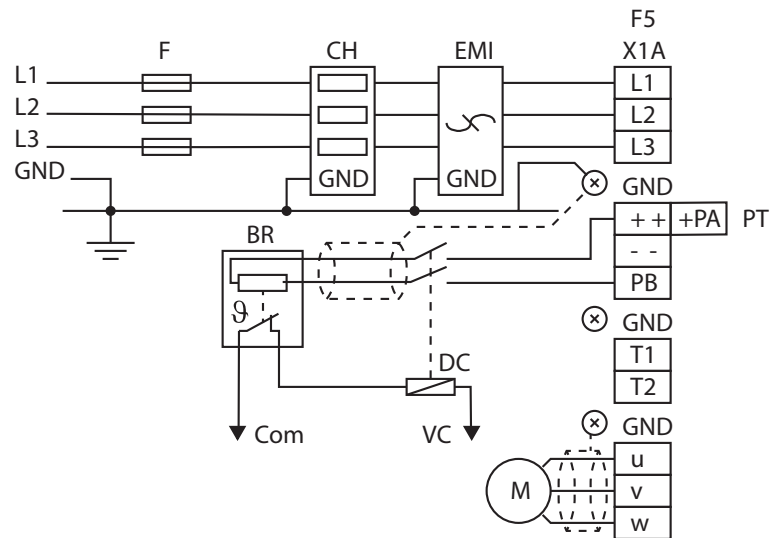 F5
F CH EMI X1A
L1 L1
L2 L2
L3 L3
GND GND GND GND
++ +PA PT
BR - -
PB
ϑ GND
T1
DC T2
Com VC GND
u
M v
w